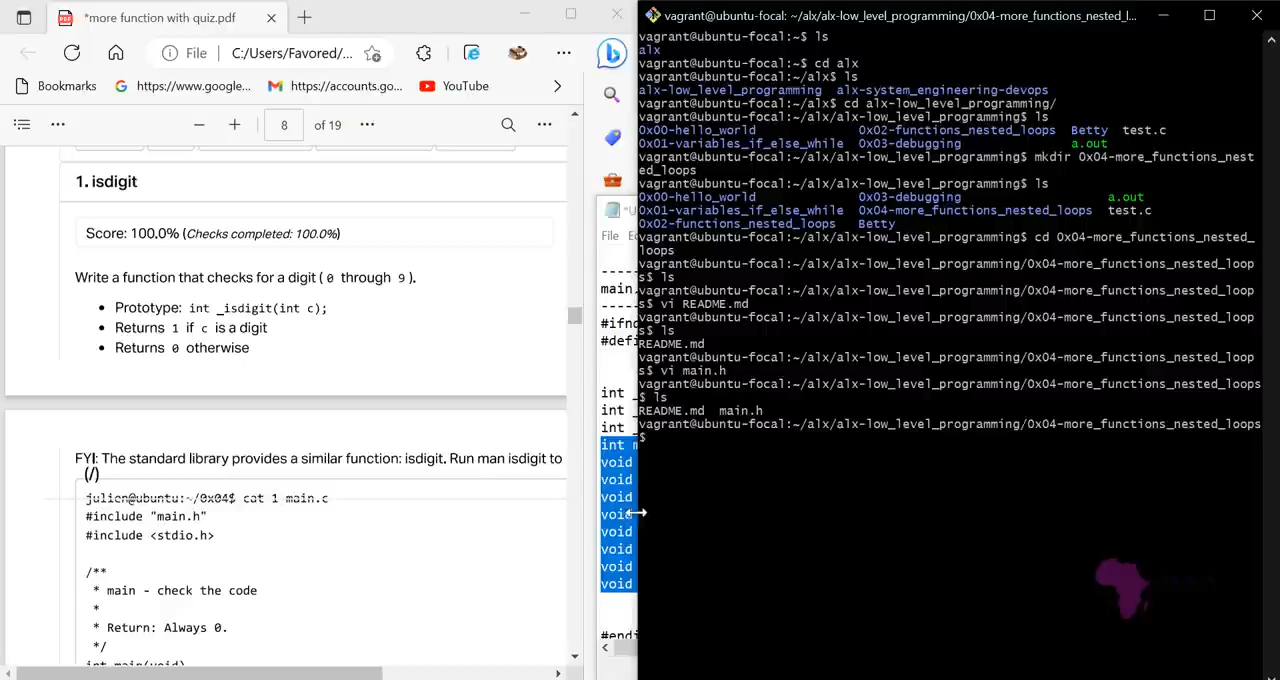 *more function with quiz.pdf
File
C:/Users/Favored/...
Bookmarks
https://www.google...
https://accounts.go...
YouTube
8
of 19
1. isdigit
Score: 100.0% (Checks completed: 100.0%)
Write a function that checks for a digit ( 0 through 9 ).
• Prototype: int _isdigit(int c);
• Returns 1 if c is a digit
• Returns 0 otherwise
FYI: The standard library provides a similar function: isdigit. Run man isdigit to
(/)
julien@ubuntu:~/0x04$ cat 1 main.c
#include "main.h"
#include <stdio.h>
/**
* main - check the code
*
* Return: Always 0.
*/
int main(void)
File
-----
main.
-----
#ifn
#defi
int _
int _
int _
int m
void
void
void
void
void
void
void
void
#endi
vagrant@ubuntu-focal: ~/alx/alx-low_level_programming/0x04-more_functions_nested_l...
vagrant@ubuntu-focal:~$ ls
alx
vagrant@ubuntu-focal:~$ cd alx
vagrant@ubuntu-focal:~/alx$ ls
alx-low_level_programming alx-system_engineering-devops
vagrant@ubuntu-focal:~/alx$ cd alx-low_level_programming/
vagrant@ubuntu-focal:~/alx/alx-low_level_programming$ ls
0x00-hello_world 0x02-functions_nested_loops Betty test.c
0x01-variables_if_else_while 0x03-debugging a.out
vagrant@ubuntu-focal:~/alx/alx-low_level_programming$ mkdir 0x04-more_functions_nest
ed_loops
vagrant@ubuntu-focal:~/alx/alx-low_level_programming$ ls
0x00-hello_world 0x03-debugging a.out
0x01-variables_if_else_while 0x04-more_functions_nested_loops test.c
0x02-functions_nested_loops Betty
vagrant@ubuntu-focal:~/alx/alx-low_level_programming$ cd 0x04-more_functions_nested_
loops
vagrant@ubuntu-focal:~/alx/alx-low_level_programming/0x04-more_functions_nested_loop
s$ ls
vagrant@ubuntu-focal:~/alx/alx-low_level_programming/0x04-more_functions_nested_loop
s$ vi README.md
vagrant@ubuntu-focal:~/alx/alx-low_level_programming/0x04-more_functions_nested_loop
s$ ls
README.md
vagrant@ubuntu-focal:~/alx/alx-low_level_programming/0x04-more_functions_nested_loop
s$ vi main.h
vagrant@ubuntu-focal:~/alx/alx-low_level_programming/0x04-more_functions_nested_loops
$ ls
README.md main.h
vagrant@ubuntu-focal:~/alx/alx-low_level_programming/0x04-more_functions_nested_loops
$